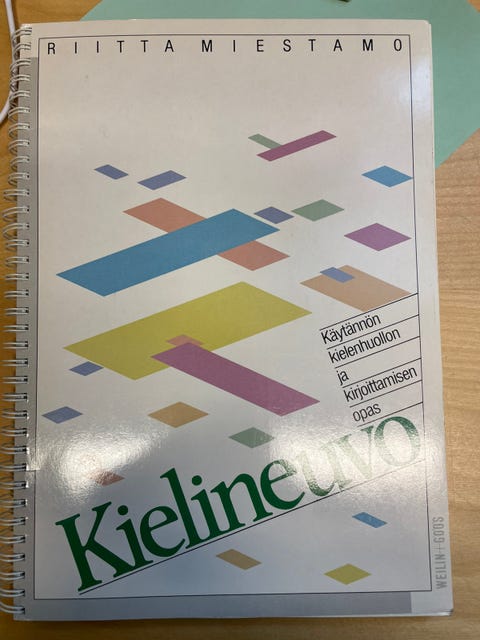 RIITTA MIESTAMO
Käytännön
kielenhuollon
ja
kirjoittamisen
opas
Kielineuvo
WEILIN+GÖÖS